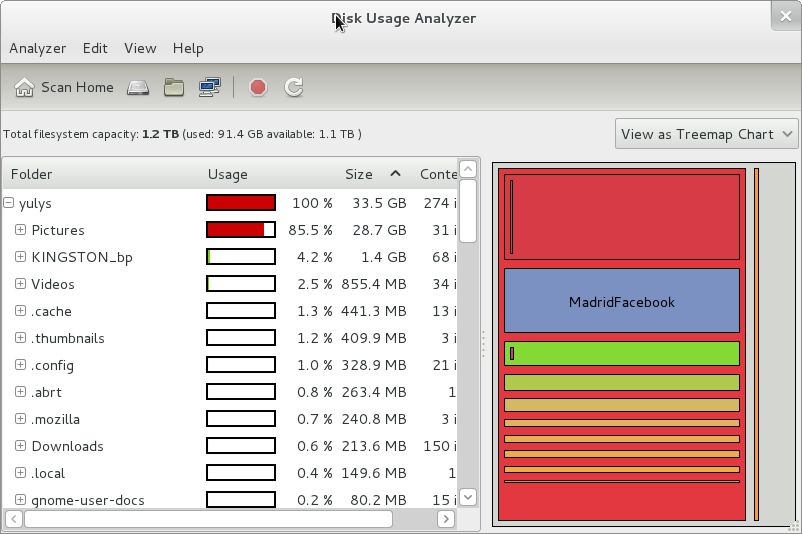 Disk Usage Analyzer
Analyzer Edit View Help
Scan Home
Total filesystem capacity: 1.2 TB (used: 91.4 GB available: 1.1 TB )
View as Treemap Chart
Folder Usage Size Conte
yulys 100 % 33.5 GB 274 i
Pictures 85.5 % 28.7 GB 31 i
KINGSTON_bp 4.2 % 1.4 GB 68 i
Videos 2.5 % 855.4 MB 34 i
.cache 1.3 % 441.3 MB 13 i
.thumbnails 1.2 % 409.9 MB 3 i
.config 1.0 % 328.9 MB 21 i
.abrt 0.8 % 263.4 MB 1
.mozilla 0.7 % 240.8 MB 3 i
Downloads 0.6 % 213.6 MB 150 i
.local 0.4 % 149.6 MB 1
gnome-user-docs 0.2 % 80.2 MB 15 i
MadridFacebook